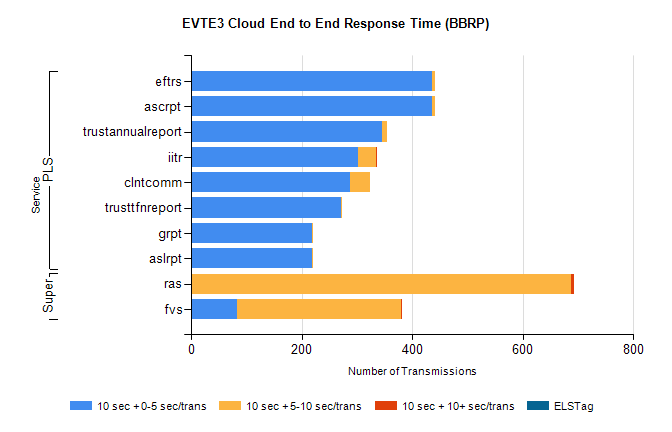 EVTE3 Cloud End to End Response Time (BBRP)
Service
PLS
eftrs
ascrpt
trustannualreport
iitr
clntcomm
trusttfnreport
grpt
aslrpt
Super
ras
fvs
0 200 400 600 800
Number of Transmissions
10 sec +0-5 sec/trans 10 sec +5-10 sec/trans 10 sec + 10+ sec/trans ELSTag